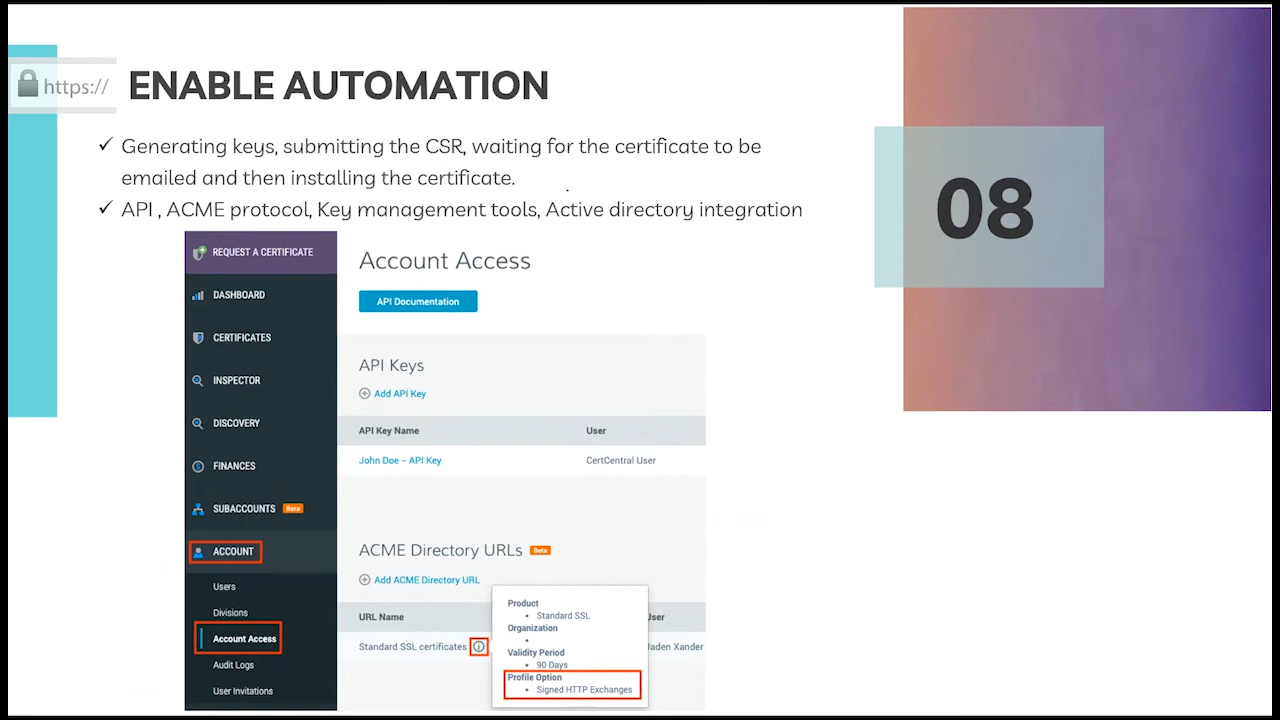 https://
ENABLE AUTOMATION
✓ Generating keys, submitting the CSR, waiting for the certificate to be
emailed and then installing the certificate.
✓ API , ACME protocol, Key management tools, Active directory integration
08
REQUEST A CERTIFICATE
DASHBOARD
CERTIFICATES
INSPECTOR
DISCOVERY
FINANCES
SUBACCOUNTS Beta
ACCOUNT
Users
Divisions
Account Access
Audit Logs
User Invitations
Account Access
API Documentation
API Keys
Add API Key
API Key Name User
John Doe – API Key CertCentral User
ACME Directory URLs Beta
Add ACME Directory URL
URL Name User
Standard SSL certificates Jaden Xander
Product
• Standard SSL
Organization
•
Validity Period
• 90 Days
Profile Option
• Signed HTTP Exchanges